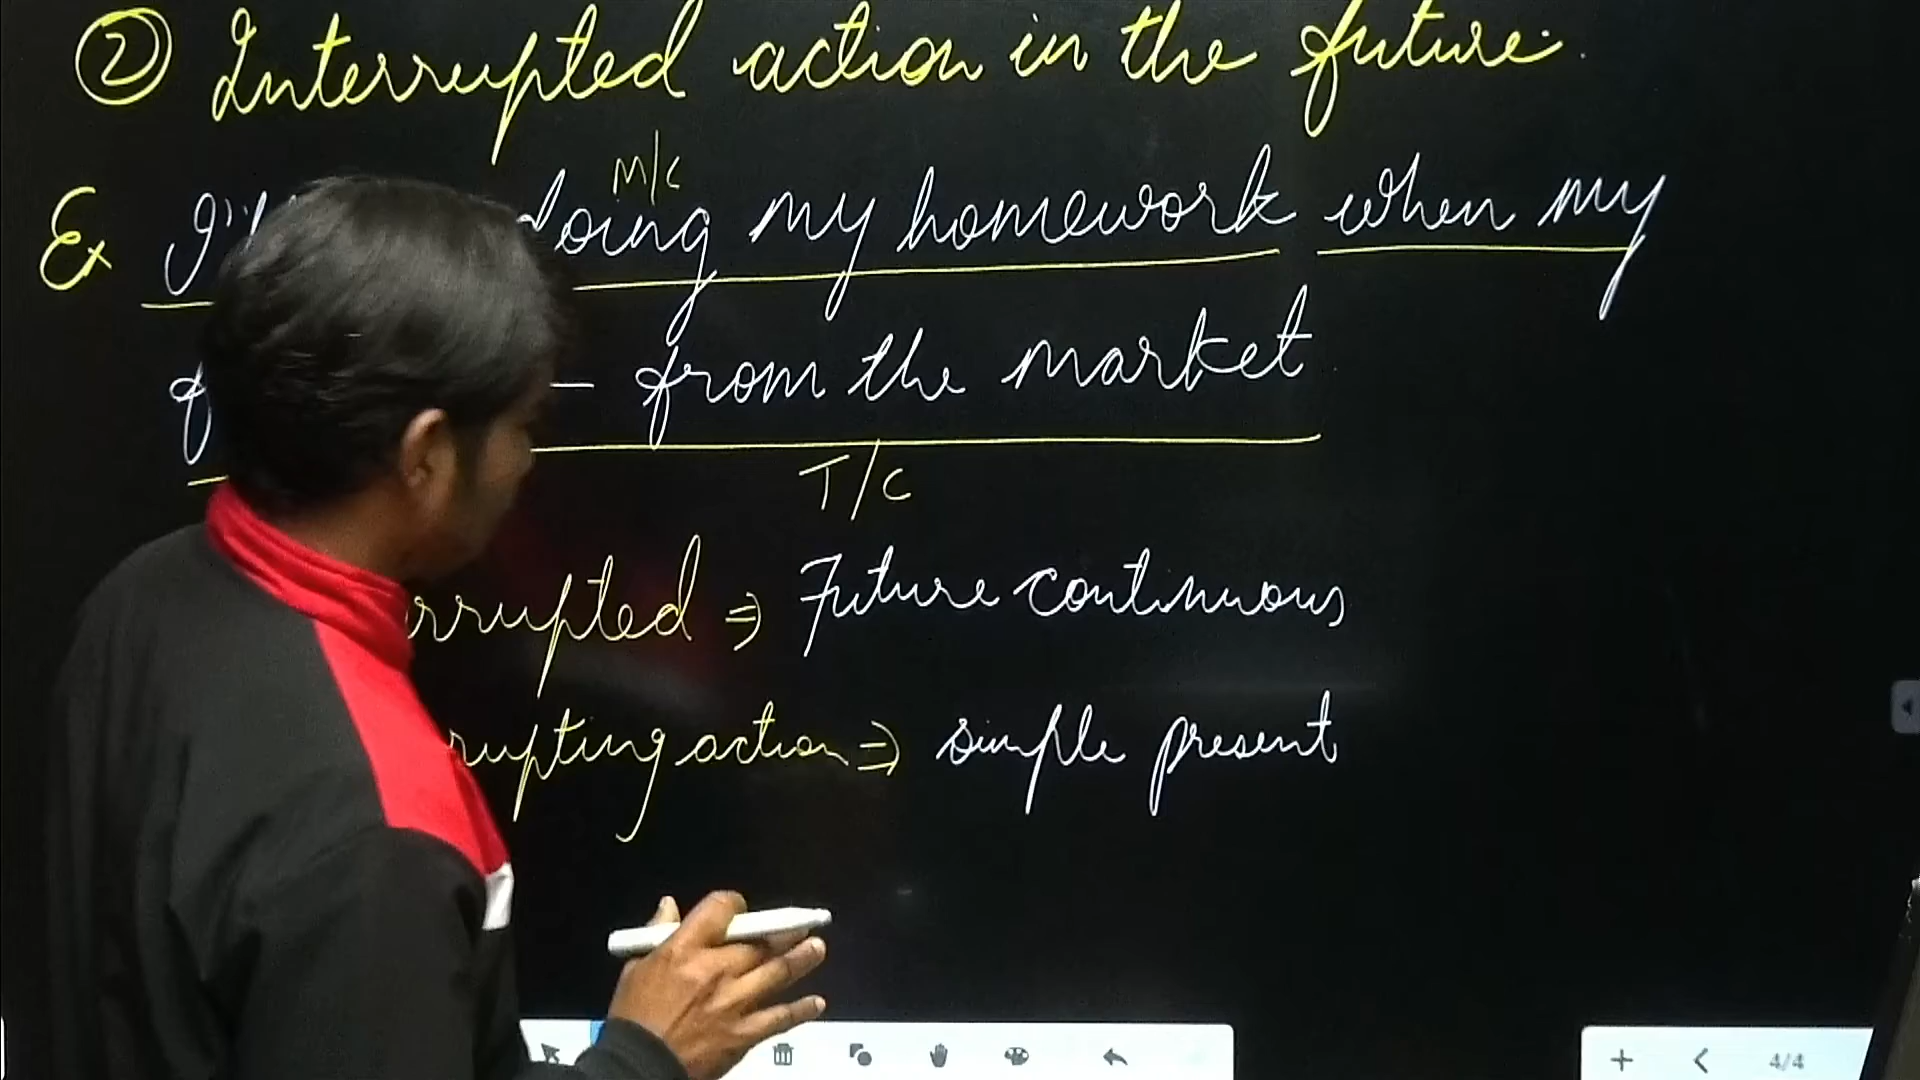 ② Interrupted action in the future.
M/C
Ex doing my homework when my
— from the market
T/C
rrupted ⇒ Future continuous
rupting action ⇒ simple present
4/4